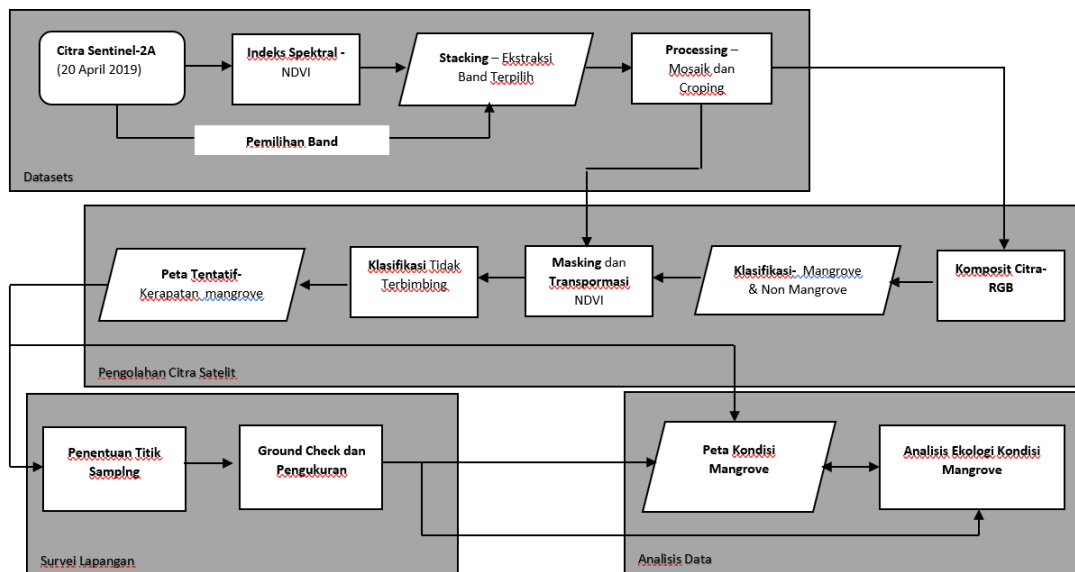 Citra Sentinel-2A
(20 April 2019)
Indeks Spektral -
NDVI
Stacking – Ekstraksi
Band Terpilih
Processing –
Mosaik dan
Croping
Pemilihan Band
Datasets
Peta Tentatif-
Kerapatan mangrove
Klasifikasi Tidak
Terbimbing
Masking dan
Transpormasi
NDVI
Klasifikasi- Mangrove
& Non Mangrove
Komposit Citra-
RGB
Pengolahan Citra Satelit
Penentuan Titik
Samplng
Ground Check dan
Pengukuran
Peta Kondisi
Mangrove
Analisis Ekologi Kondisi
Mangrove
Survei Lapangan
Analisis Data